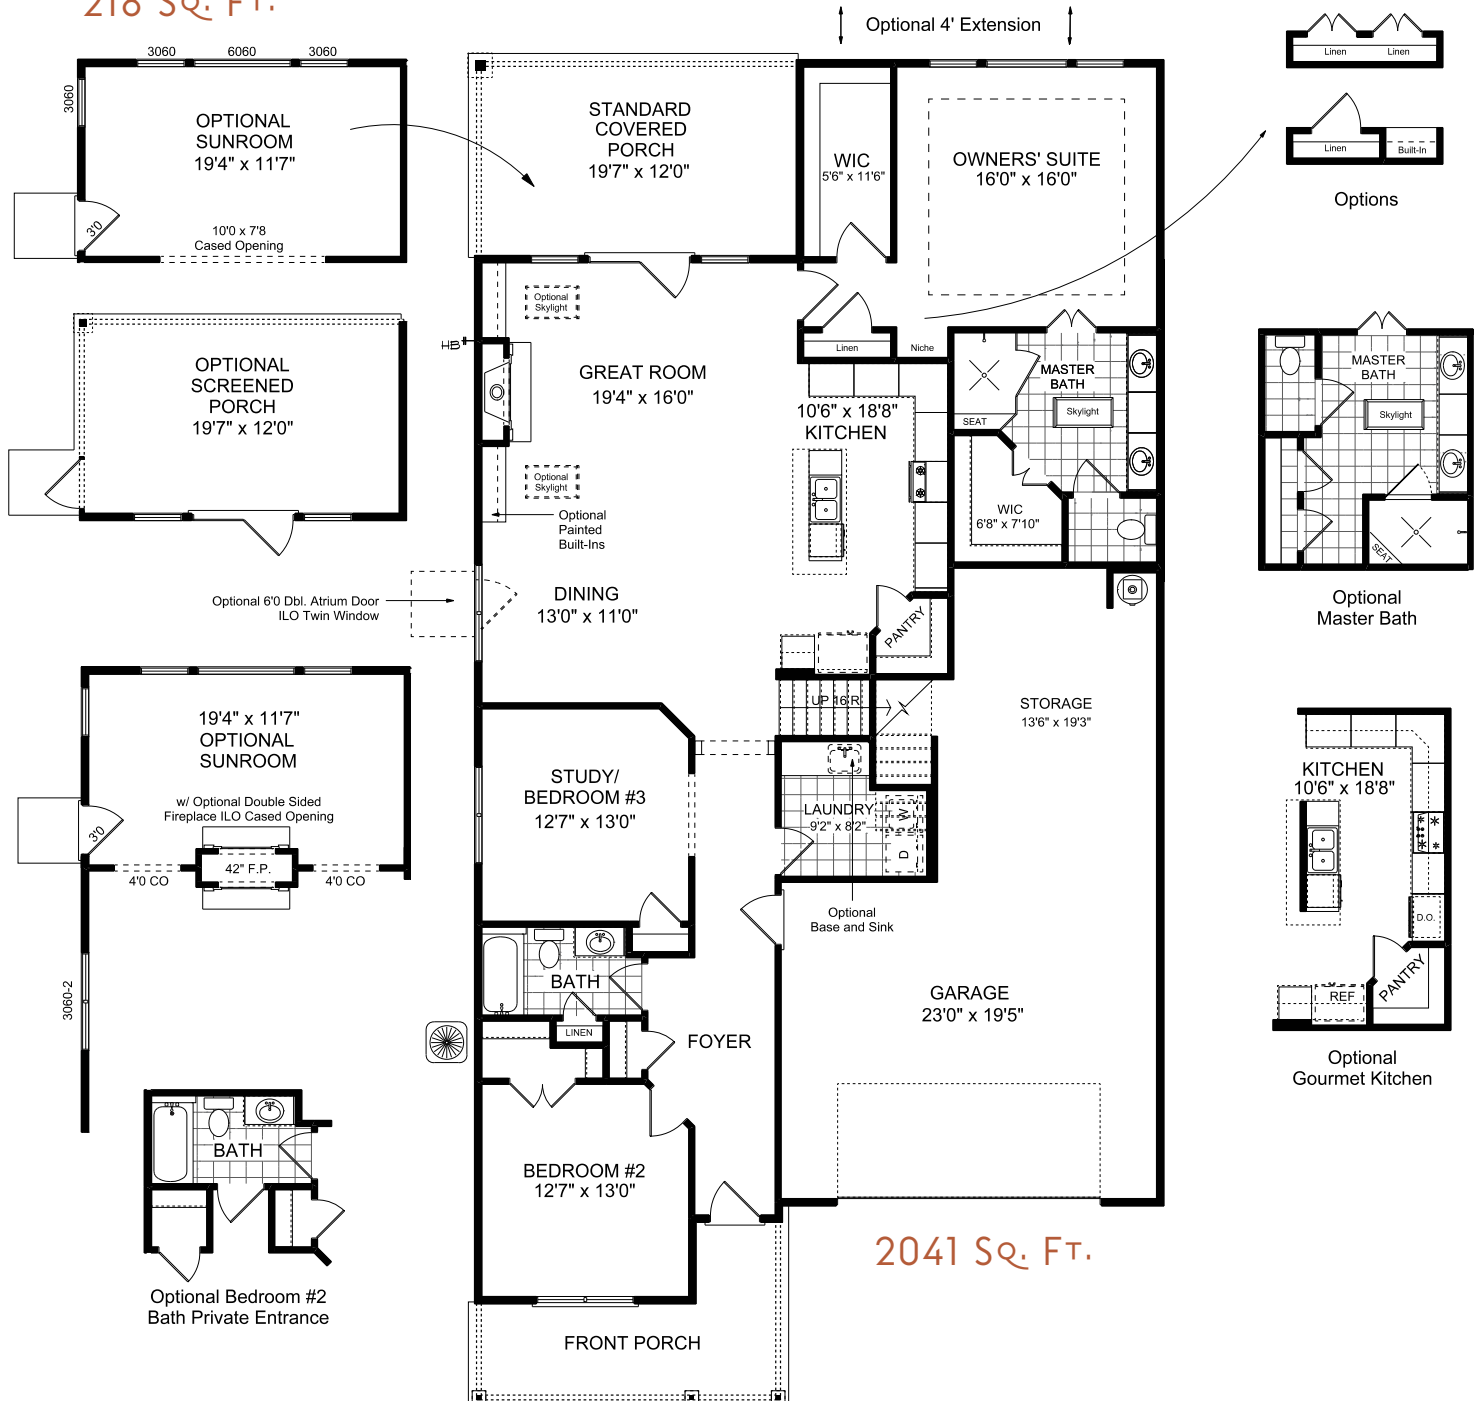 218 SQ. FT.
3060 6060 3060
3060
OPTIONAL
SUNROOM
19'4" x 11'7"
3'0
10'0 x 7'8
Cased Opening
OPTIONAL
SCREENED
PORCH
19'7" x 12'0"
Optional 6'0 Dbl. Atrium Door
ILO Twin Window
19'4" x 11'7"
OPTIONAL
SUNROOM
w/ Optional Double Sided
Fireplace ILO Cased Opening
3'0
42" F.P.
4'0 CO
4'0 CO
3060-2
BATH
Optional Bedroom #2
Bath Private Entrance
Optional 4' Extension
STANDARD
COVERED
PORCH
19'7" x 12'0"
WIC
5'6" x 11'6"
OWNERS' SUITE
16'0" x 16'0"
Optional
Skylight
HB
GREAT ROOM
19'4" x 16'0"
Linen
Niche
10'6" x 18'8"
KITCHEN
MASTER
BATH
Skylight
SEAT
WIC
6'8" x 7'10"
Optional
Skylight
Optional
Painted
Built-Ins
DINING
13'0" x 11'0"
PANTRY
UP 16 R
STORAGE
13'6" x 19'3"
STUDY/
BEDROOM #3
12'7" x 13'0"
LAUNDRY
9'2" x 8'2"
W
D
Optional
Base and Sink
BATH
LINEN
FOYER
GARAGE
23'0" x 19'5"
BEDROOM #2
12'7" x 13'0"
2041 SQ. FT.
FRONT PORCH
Linen
Linen
Linen
Built-In
Options
MASTER
BATH
Skylight
SEAT
Optional
Master Bath
KITCHEN
10'6" x 18'8"
D.O.
PANTRY
REF
Optional
Gourmet Kitchen